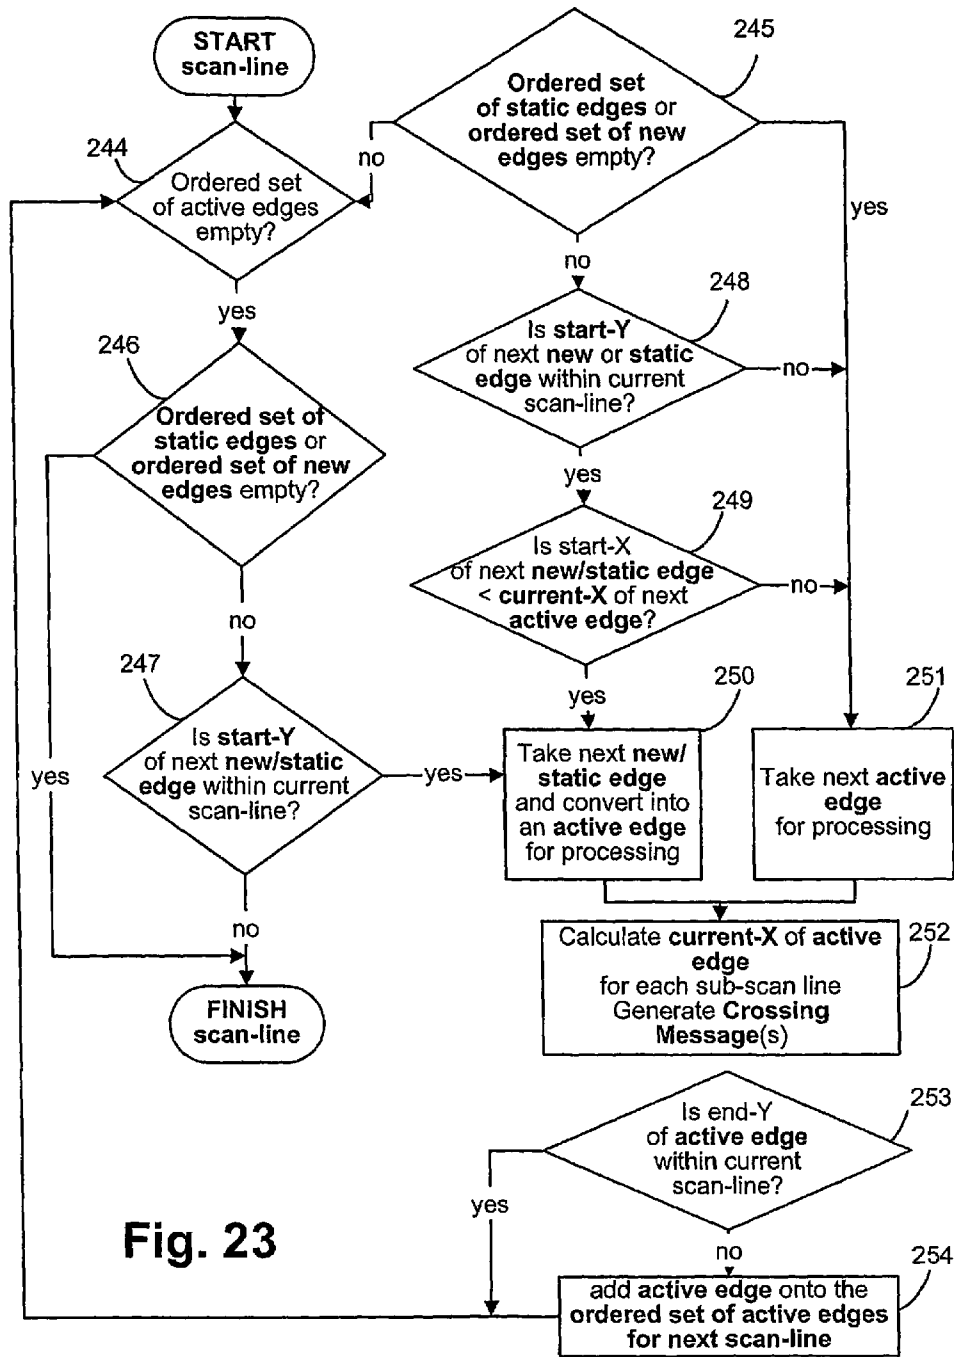 START
scan-line
244
Ordered set
of active edges
empty?
245
Ordered set
of static edges or
ordered set of new
edges empty?
no
yes
no
yes
246
Ordered set of
static edges or
ordered set of new
edges empty?
248
Is start-Y
of next new or static
edge within current
scan-line?
no
yes
249
Is start-X
of next new/static edge
< current-X of next
active edge?
no
no
247
Is start-Y
of next new/static
edge within current
scan-line?
yes
yes
yes
250
Take next new/
static edge
and convert into
an active edge
for processing
251
Take next active
edge
for processing
no
FINISH
scan-line
252
Calculate current-X of active
edge
for each sub-scan line
Generate Crossing
Message(s)
253
Is end-Y
of active edge
within current
scan-line?
yes
no
254
add active edge onto the
ordered set of active edges
for next scan-line
Fig. 23